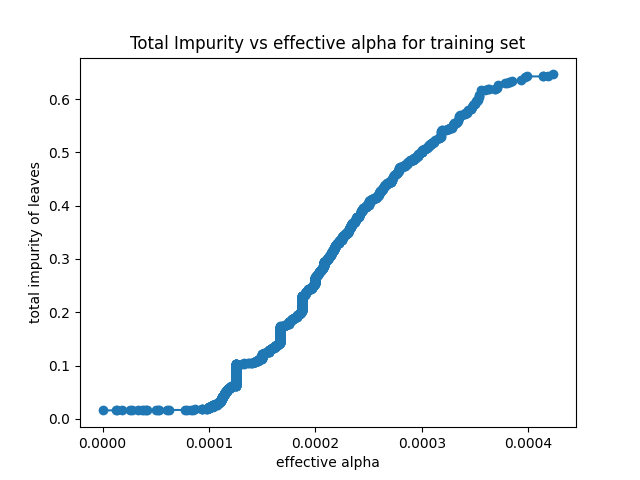 Total Impurity vs effective alpha for training set
0.6
0.5
0.4
0.3
0.2
0.1
0.0
total impurity of leaves
0.0000 0.0001 0.0002 0.0003 0.0004
effective alpha